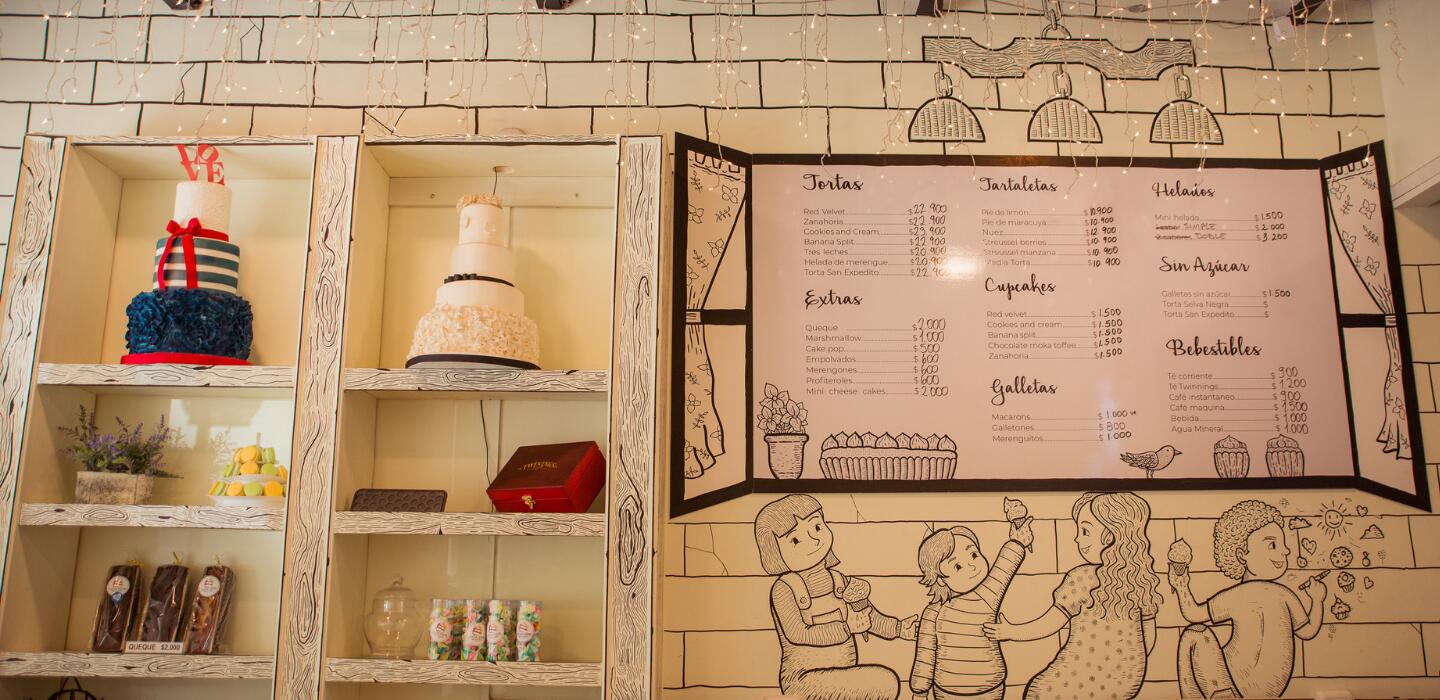 LOVE
TWININGS
QUEQUE $2.000
Tortas
Red Velvet $22.900
Zanahoria $22.900
Cookies and Cream $23.900
Banana Split $22.900
Tres leches $20.900
Helada de merengue $20.900
Torta San Expedito $22.900
Extras
Queque $2.000
Marshmallow $1.000
Cake pop $500
Empolvados $600
Merengones $600
Profiteroles $600
Mini cheese cakes $2.000
Tartaletas
Pie de limón $10.900
Pie de maracuyá $10.900
Nuez $12.900
Streussel berries $10.900
Streussel manzana $10.900
Media Torta $10.900
Cupcakes
Red velvet $1.500
Cookies and cream $1.500
Banana split $1.500
Chocolate moka toffee $1.500
Zanahoria $1.500
Galletas
Macarons $1.000
Galletones $800
Merenguitos $1.000
Helados
Mini helado $1.500
SIMPLE $2.000
DOBLE $3.200
Sin Azúcar
Galletas sin azúcar $1.500
Torta Selva Negra $
Torta San Expedito $
Bebestibles
Té corriente $900
Té Twinnings $1.200
Café instantaneo $900
Café maquina $1500
Bebida $1.000
Agua Mineral $1.000